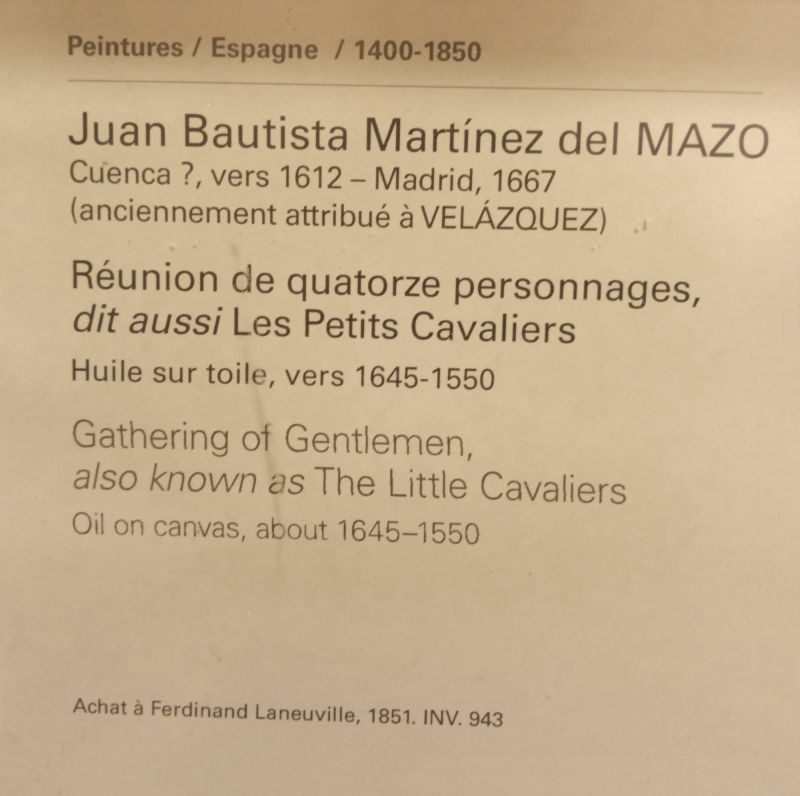 Peintures / Espagne / 1400-1850
Juan Bautista Martínez del MAZO
Cuenca ?, vers 1612 – Madrid, 1667
(anciennement attribué à VELÁZQUEZ)
Réunion de quatorze personnages,
dit aussi Les Petits Cavaliers
Huile sur toile, vers 1645-1550
Gathering of Gentlemen,
also known as The Little Cavaliers
Oil on canvas, about 1645–1550
Achat à Ferdinand Laneuville, 1851. INV. 943